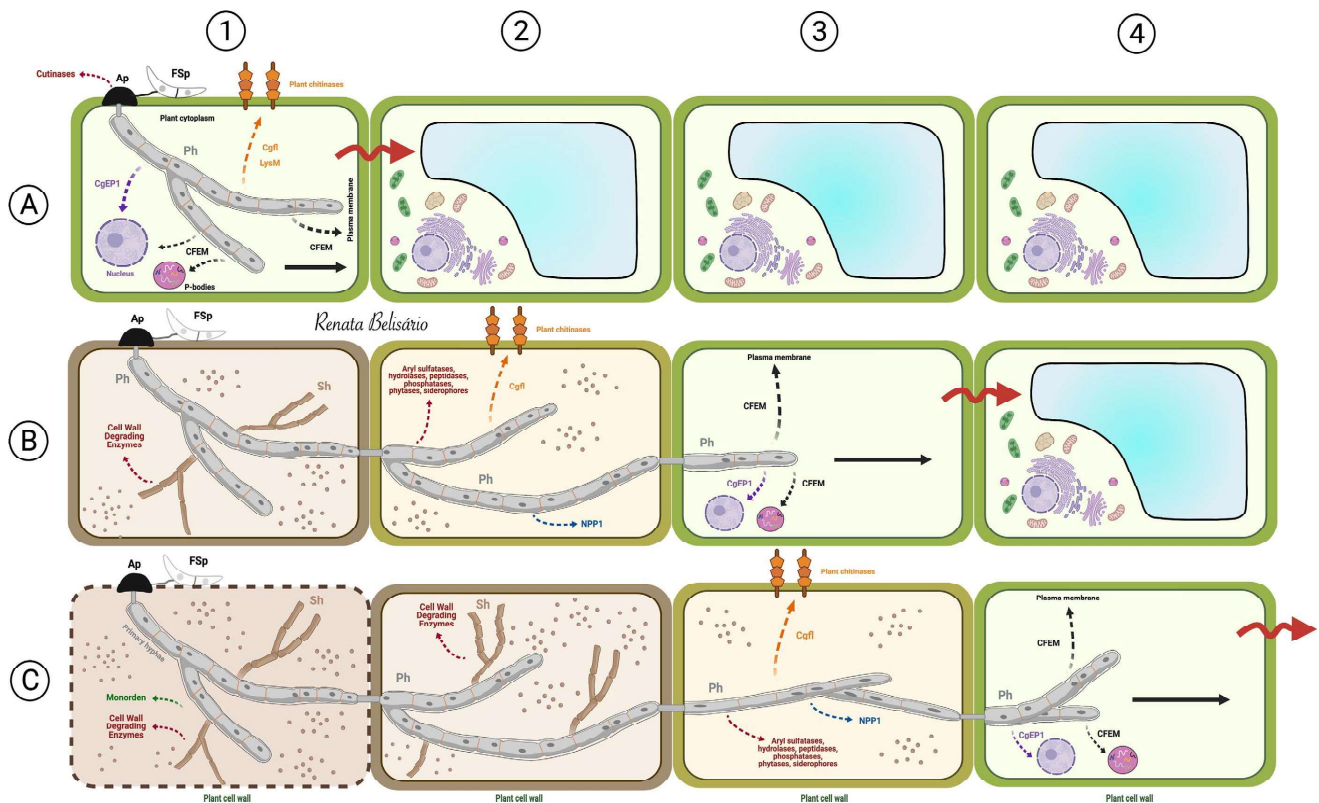 1
2
3
4
Cutinases
Ap
FSp
Plant chitinases
Plant cytoplasm
Ph
Cgfl
LysM
CgEP1
Plasma membrane
CFEM
CFEM
Nucleus
P-bodies
A
Renata Belisário
Ap
FSp
Plant chitinases
Ph
Sh
Aryl sulfatases,
hydrolases, peptidases,
phosphatases,
phytases, siderophores
Cgfl
Plasma membrane
CFEM
Cell Wall
Degrading
Enzymes
B
Ph
Ph
CgEP1
CFEM
NPP1
Ap
FSp
Plant chitinases
Primary hyphae
Sh
Cell Wall
Degrading
Enzymes
Sh
Cgfl
Plasma membrane
CFEM
C
Ph
Ph
Ph
Monorden
Cell Wall
Degrading
Enzymes
NPP1
Aryl sulfatases,
hydrolases, peptidases,
phosphatases,
phytases, siderophores
CgEP1
CFEM
Plant cell wall
Plant cell wall
Plant cell wall
Plant cell wall